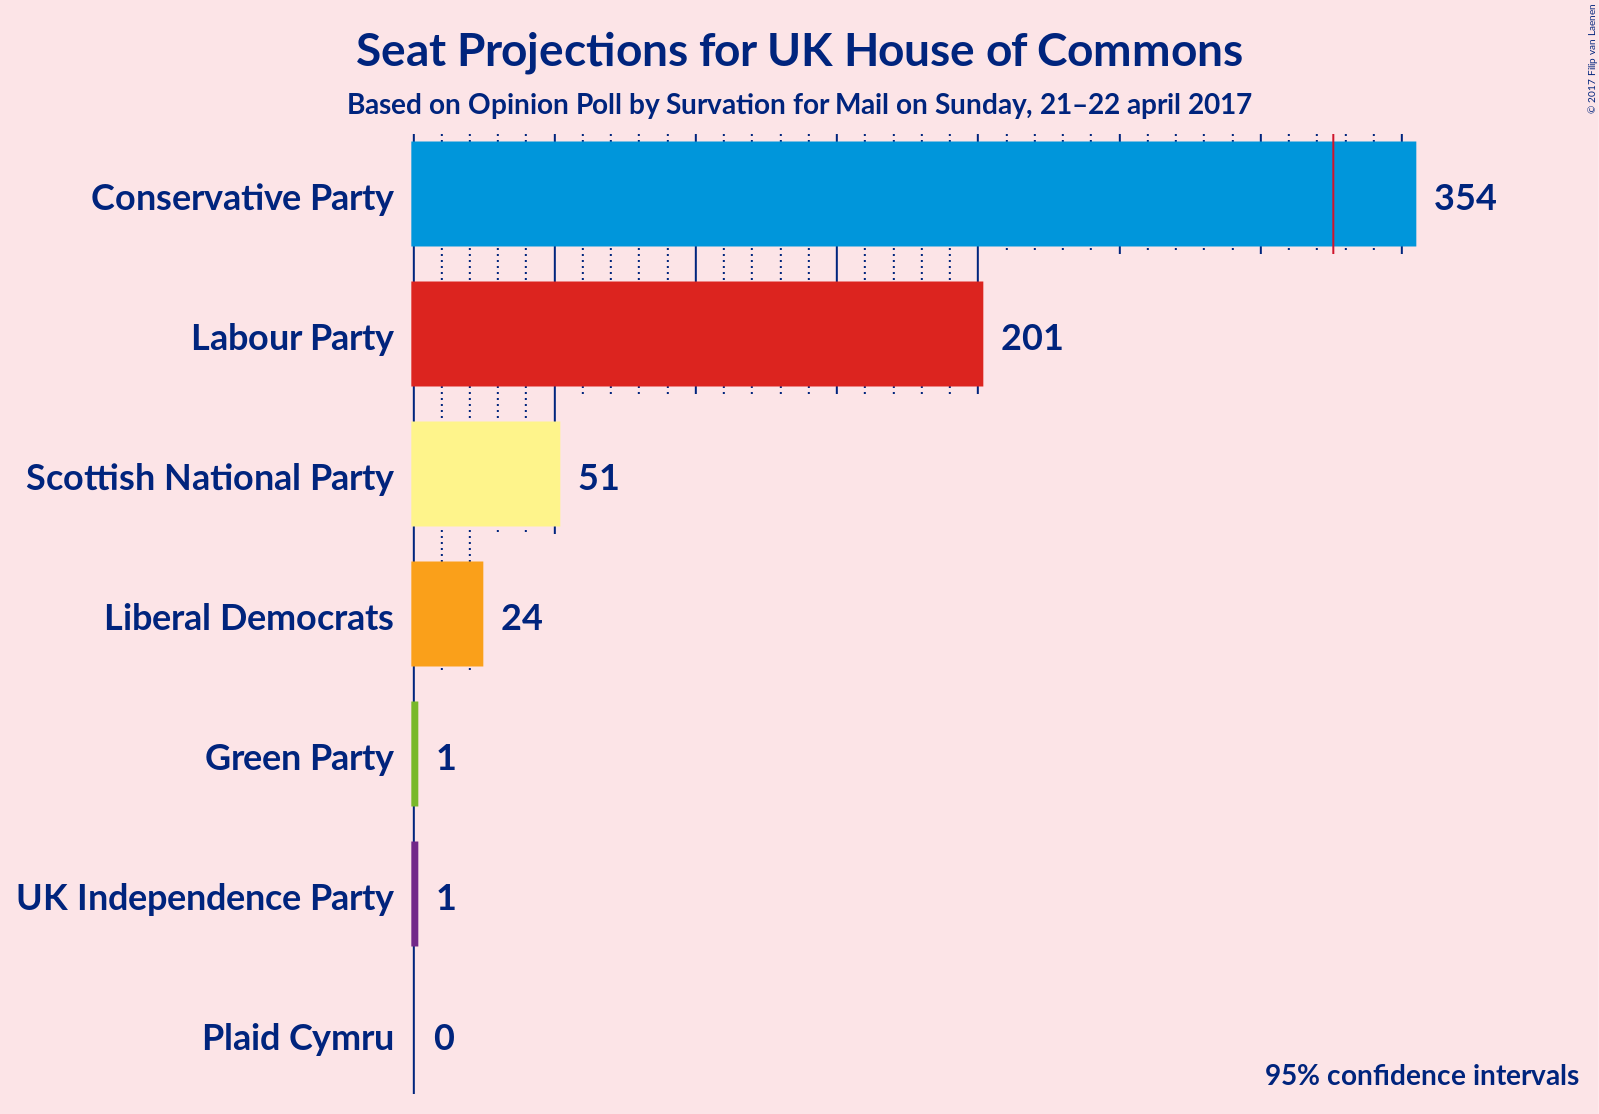 Seat Projections for UK House of Commons
Based on Opinion Poll by Survation for Mail on Sunday, 21–22 april 2017
© 2017 Filip van Laenen
Conservative Party 354
Labour Party 201
Scottish National Party 51
Liberal Democrats 24
Green Party 1
UK Independence Party 1
Plaid Cymru 0
95% confidence intervals